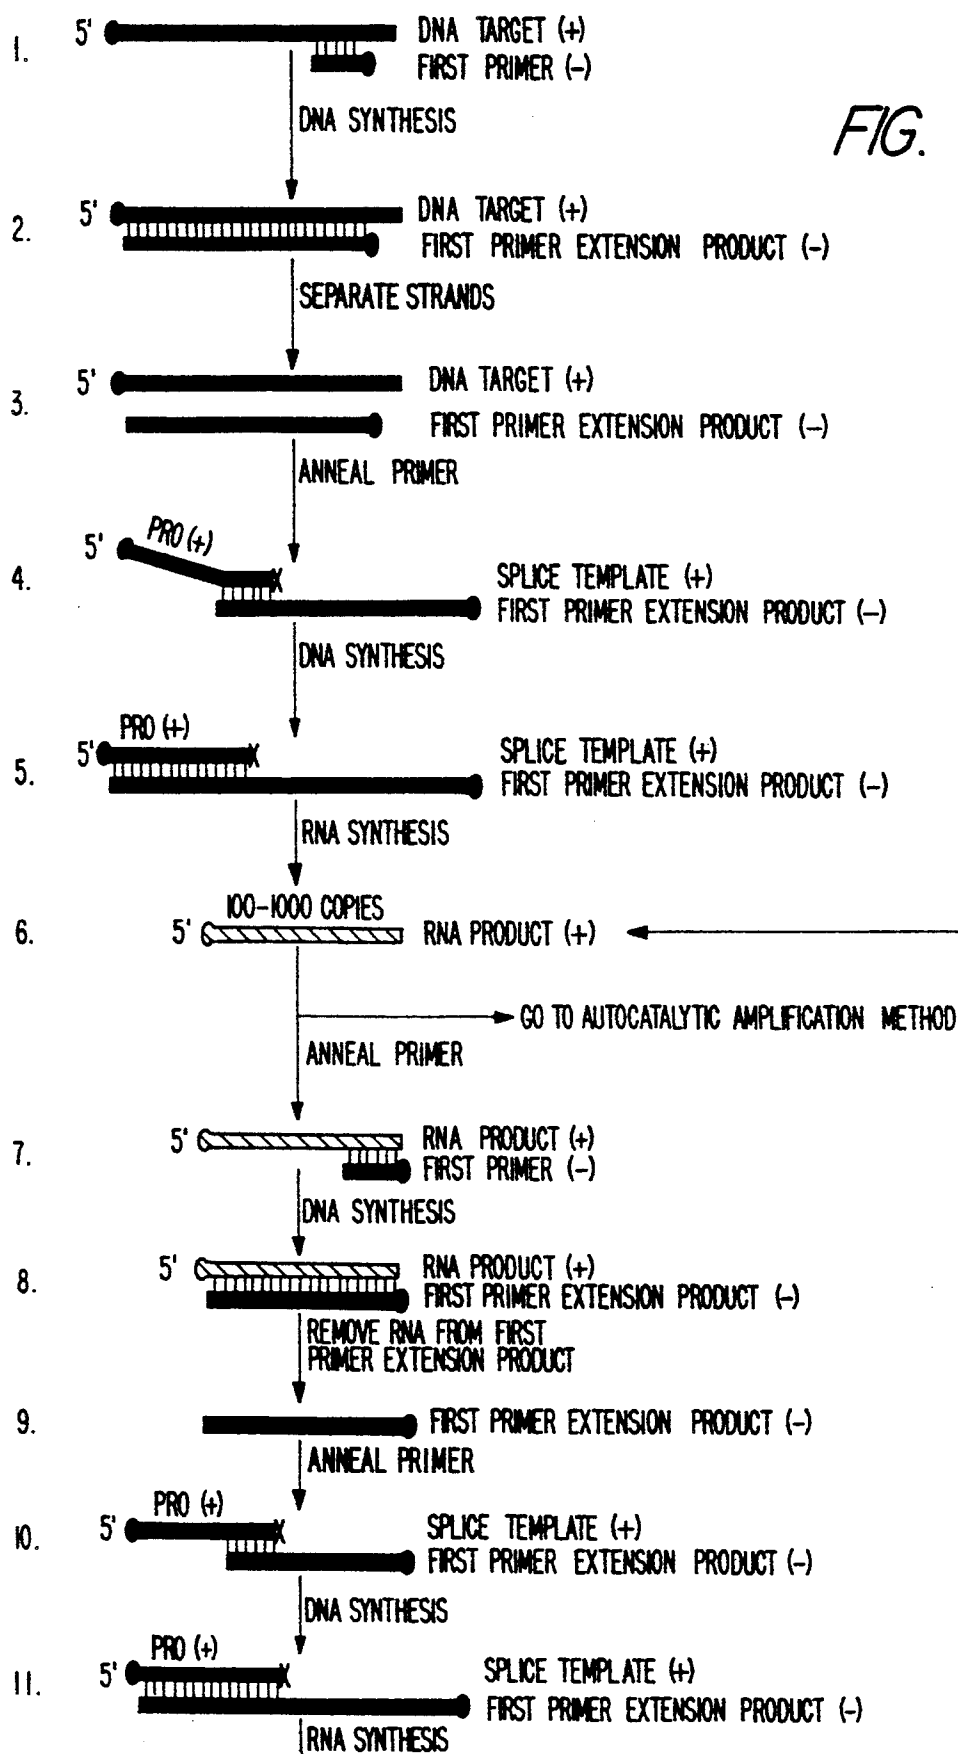 1. 5' DNA TARGET (+)
FIRST PRIMER (-)
DNA SYNTHESIS
FIG.
2. 5' DNA TARGET (+)
FIRST PRIMER EXTENSION PRODUCT (-)
SEPARATE STRANDS
3. 5' DNA TARGET (+)
FIRST PRIMER EXTENSION PRODUCT (-)
ANNEAL PRIMER
4. 5' PRO (+)
X SPLICE TEMPLATE (+)
FIRST PRIMER EXTENSION PRODUCT (-)
DNA SYNTHESIS
PRO (+)
5. 5' X SPLICE TEMPLATE (+)
FIRST PRIMER EXTENSION PRODUCT (-)
RNA SYNTHESIS
100-1000 COPIES
6. 5' RNA PRODUCT (+)
GO TO AUTOCATALYTIC AMPLIFICATION METHOD
ANNEAL PRIMER
7. 5' RNA PRODUCT (+)
FIRST PRIMER (-)
DNA SYNTHESIS
8. 5' RNA PRODUCT (+)
FIRST PRIMER EXTENSION PRODUCT (-)
REMOVE RNA FROM FIRST
PRIMER EXTENSION PRODUCT
9. FIRST PRIMER EXTENSION PRODUCT (-)
ANNEAL PRIMER
PRO (+)
10. 5' X SPLICE TEMPLATE (+)
FIRST PRIMER EXTENSION PRODUCT (-)
DNA SYNTHESIS
PRO (+)
11. 5' X SPLICE TEMPLATE (+)
FIRST PRIMER EXTENSION PRODUCT (-)
RNA SYNTHESIS